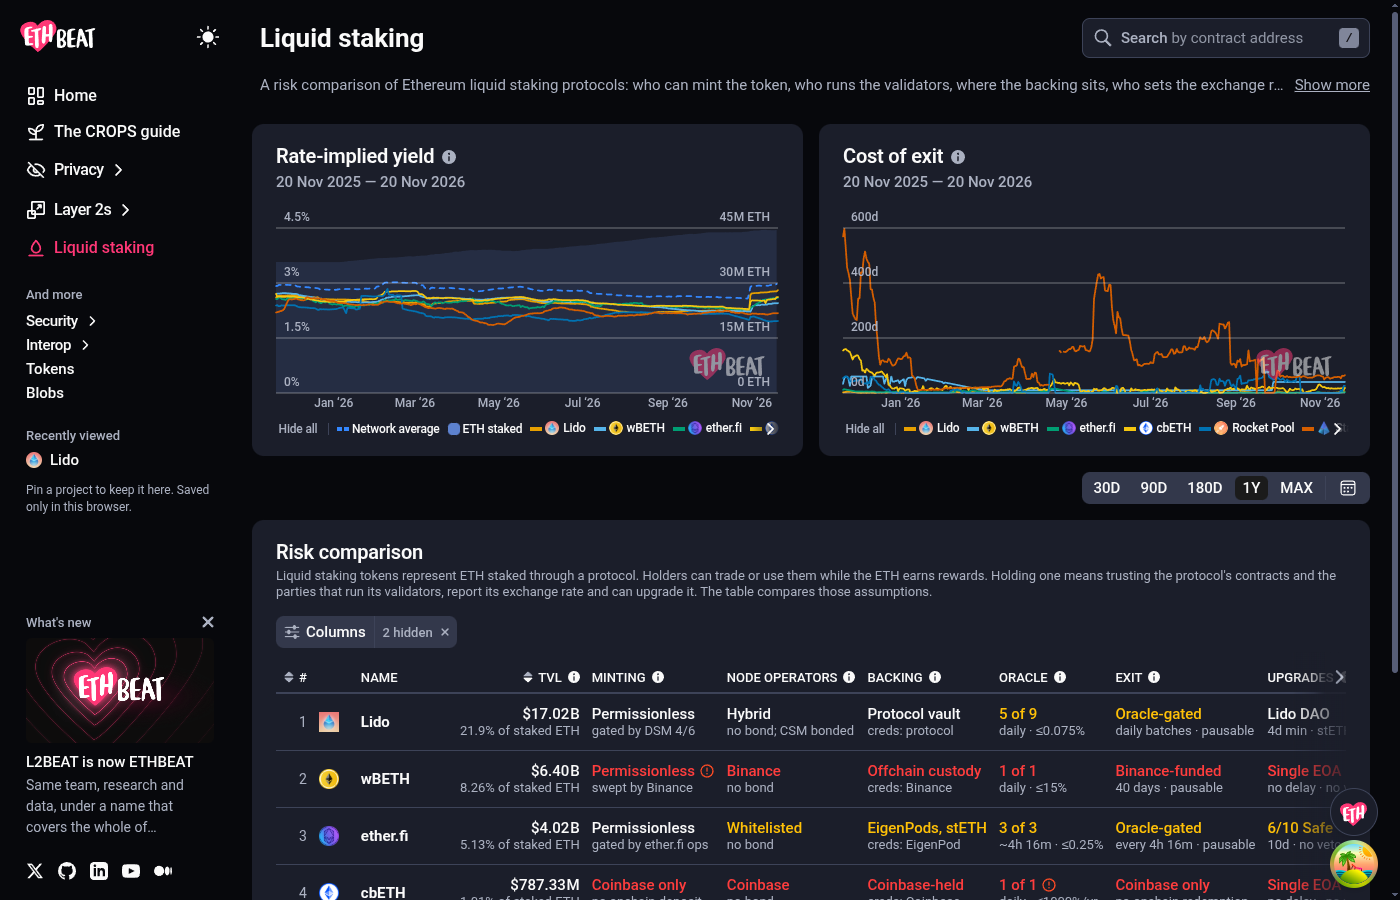 ETHBEAT
Home
The CROPS guide
Privacy
Layer 2s
Liquid staking
And more
Security
Interop
Tokens
Blobs
Recently viewed
Lido
Pin a project to keep it here. Saved
only in this browser.
What's new
ETHBEAT
L2BEAT is now ETHBEAT
Same team, research and
data, under a name that
covers the whole of…
Liquid staking
Search by contract address /
A risk comparison of Ethereum liquid staking protocols: who can mint the token, who runs the validators, where the backing sits, who sets the exchange r… Show more
Rate-implied yield
20 Nov 2025 — 20 Nov 2026
4.5% 45M ETH
3% 30M ETH
1.5% 15M ETH
ETHBEAT
0% 0 ETH
Jan '26 Mar '26 May '26 Jul '26 Sep '26 Nov '26
Hide all Network average ETH staked Lido wBETH ether.fi
Cost of exit
20 Nov 2025 — 20 Nov 2026
600d
400d
200d
ETHBEAT
Jan '26 Mar '26 May '26 Jul '26 Sep '26 Nov '26
Hide all Lido wBETH ether.fi cbETH Rocket Pool
30D 90D 180D 1Y MAX
Risk comparison
Liquid staking tokens represent ETH staked through a protocol. Holders can trade or use them while the ETH earns rewards. Holding one means trusting the protocol's contracts and the
parties that run its validators, report its exchange rate and can upgrade it. The table compares those assumptions.
Columns 2 hidden
# NAME TVL MINTING NODE OPERATORS BACKING ORACLE EXIT UPGRADES
1 Lido $17.02B Permissionless Hybrid Protocol vault 5 of 9 Oracle-gated Lido DAO
21.9% of staked ETH gated by DSM 4/6 no bond; CSM bonded creds: protocol daily · ≤0.075% daily batches · pausable 4d min · stETH
2 wBETH $6.40B Permissionless Binance Offchain custody 1 of 1 Binance-funded Single EOA
8.26% of staked ETH swept by Binance no bond creds: Binance daily · ≤15% 40 days · pausable no delay · no
3 ether.fi $4.02B Permissionless Whitelisted EigenPods, stETH 3 of 3 Oracle-gated 6/10 Safe
5.13% of staked ETH gated by ether.fi ops no bond creds: EigenPod ~4h 16m · ≤0.25% every 4h 16m · pausable 10d · no veto
4 cbETH $787.33M Coinbase only Coinbase Coinbase-held 1 of 1 Coinbase only Single EOA
ETH